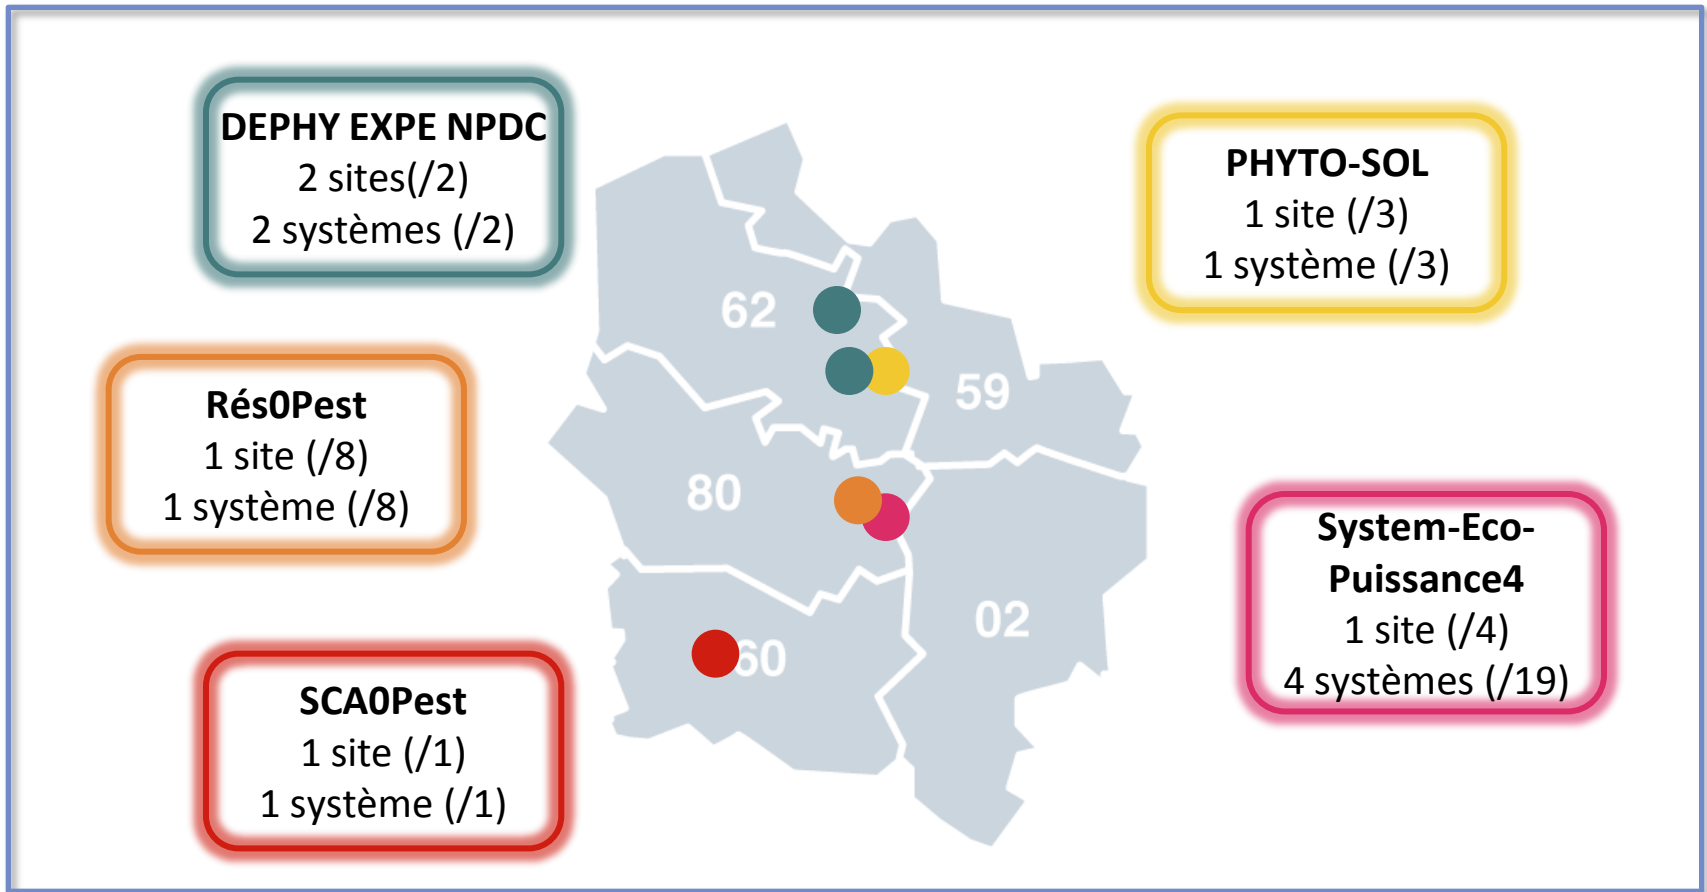 DEPHY EXPE NPDC
2 sites(/2)
2 systèmes (/2)
PHYTO-SOL
1 site (/3)
1 système (/3)
Rés0Pest
1 site (/8)
1 système (/8)
System-Eco-
Puissance4
1 site (/4)
4 systèmes (/19)
SCA0Pest
1 site (/1)
1 système (/1)
62
59
80
02
60